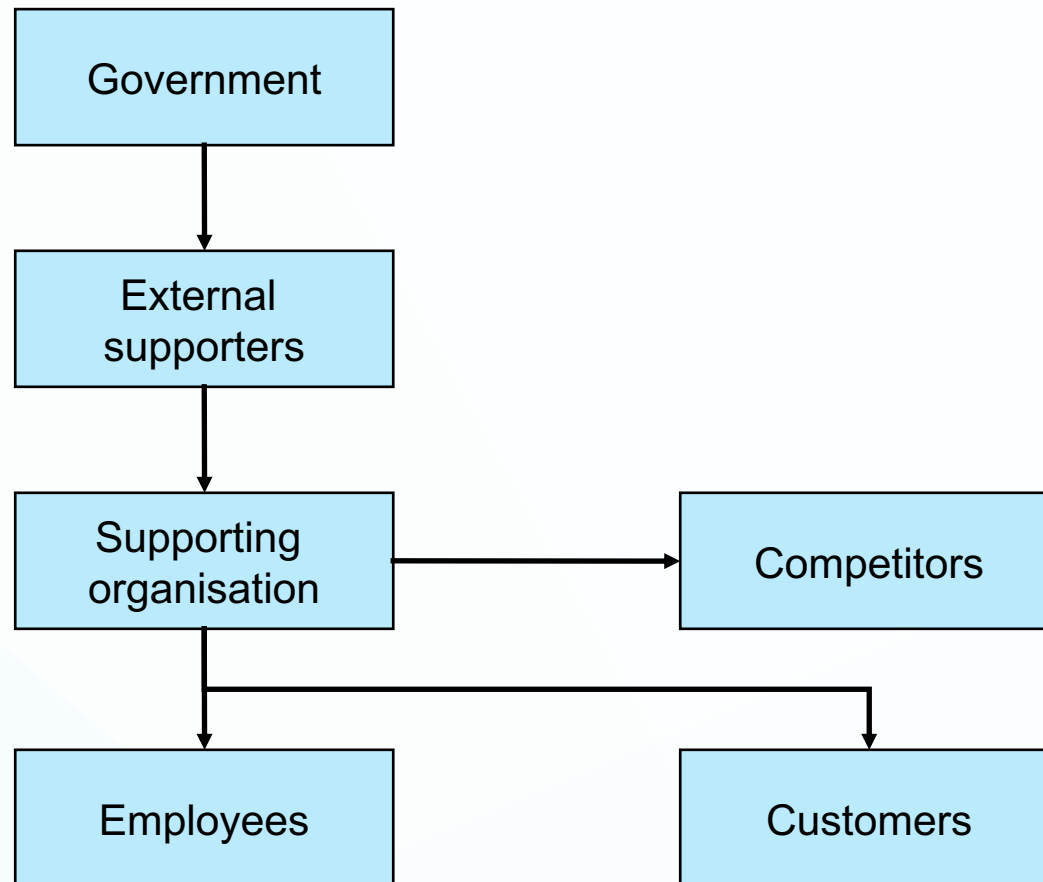 Government
External
supporters
Supporting
organisation
Competitors
Employees
Customers